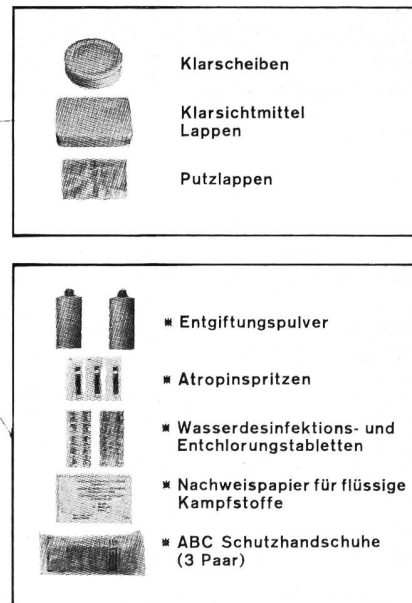 Klarscheiben
Klarsichtmittel
Lappen
Putzlappen
* Entgiftungspulver
* Atropinspritzen
* Wasserdesinfektions- und
Entchlorungstabletten
* Nachweispapier für flüssige
Kampfstoffe
* ABC Schutzhandschuhe
(3 Paar)